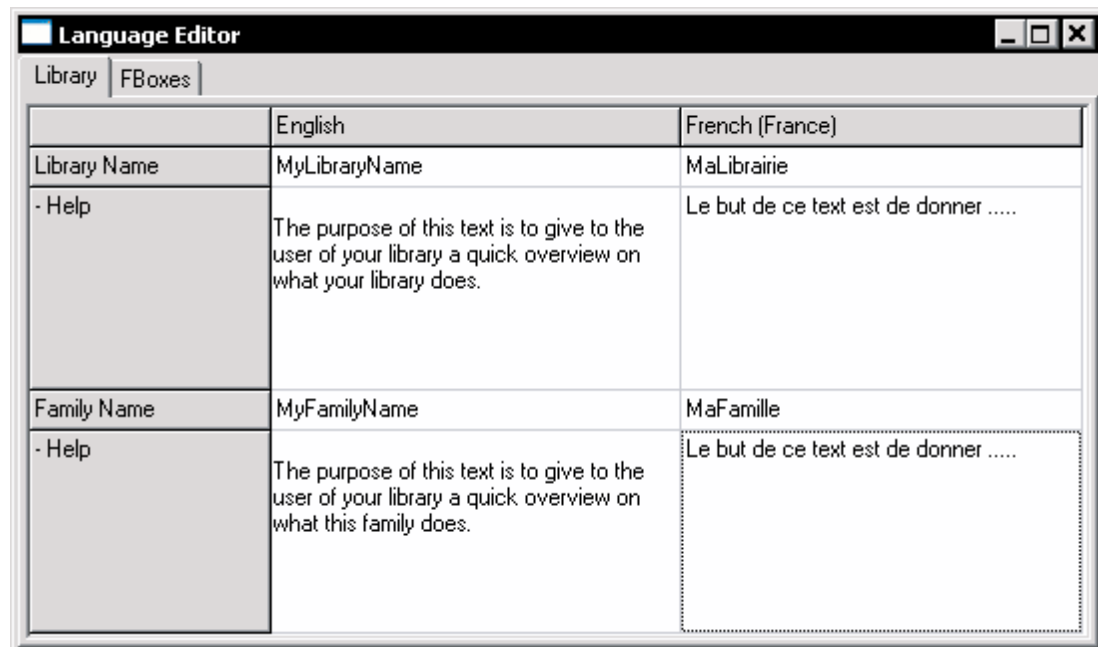 Language Editor
Library FBoxes
English French (France)
Library Name MyLibraryName MaLibrairie
- Help
The purpose of this text is to give to the
user of your library a quick overview on
what your library does.
Le but de ce text est de donner .....
Family Name MyFamilyName MaFamille
- Help
The purpose of this text is to give to the
user of your library a quick overview on
what this family does.
Le but de ce text est de donner .....